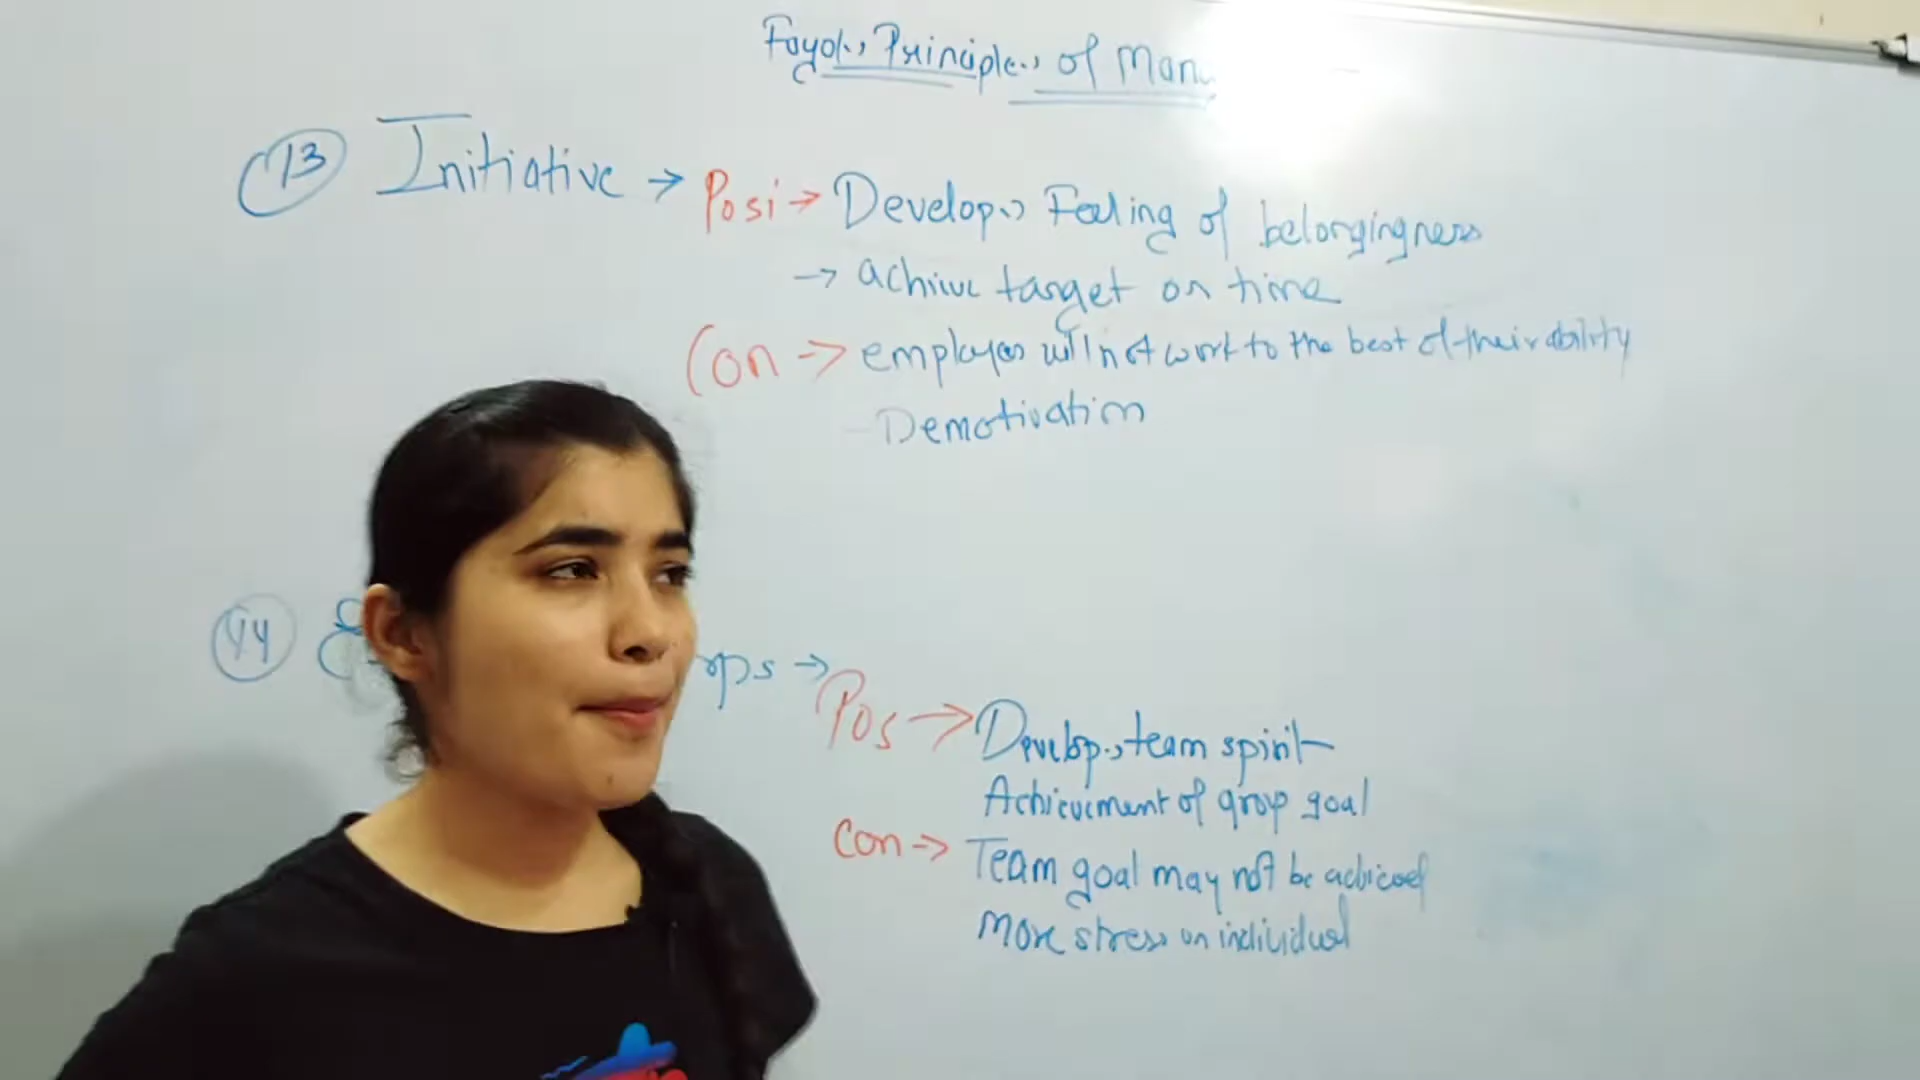 Fayol's Principles of Man
13 Initiative → Posi → Develops Feeling of belongingness
→ achieve target on time
Con → employees will not work to the best of their ability
- Demotivation
14 rps →
Pos → Develops team spirit
Achievement of group goal
Con → Team goal may not be achieved
More stress on individual